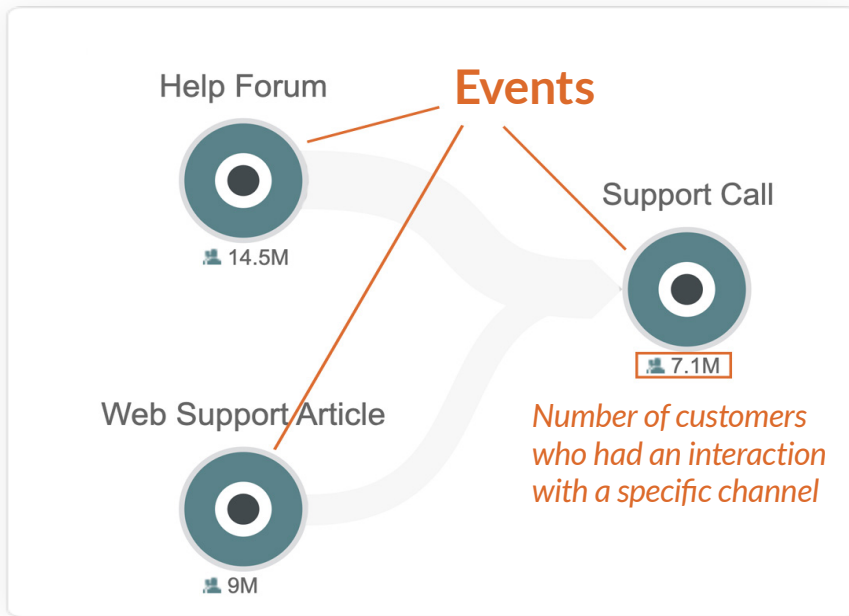 Help Forum
Events
14.5M
Support Call
7.1M
Web Support Article
Number of customers
who had an interaction
with a specific channel
9M